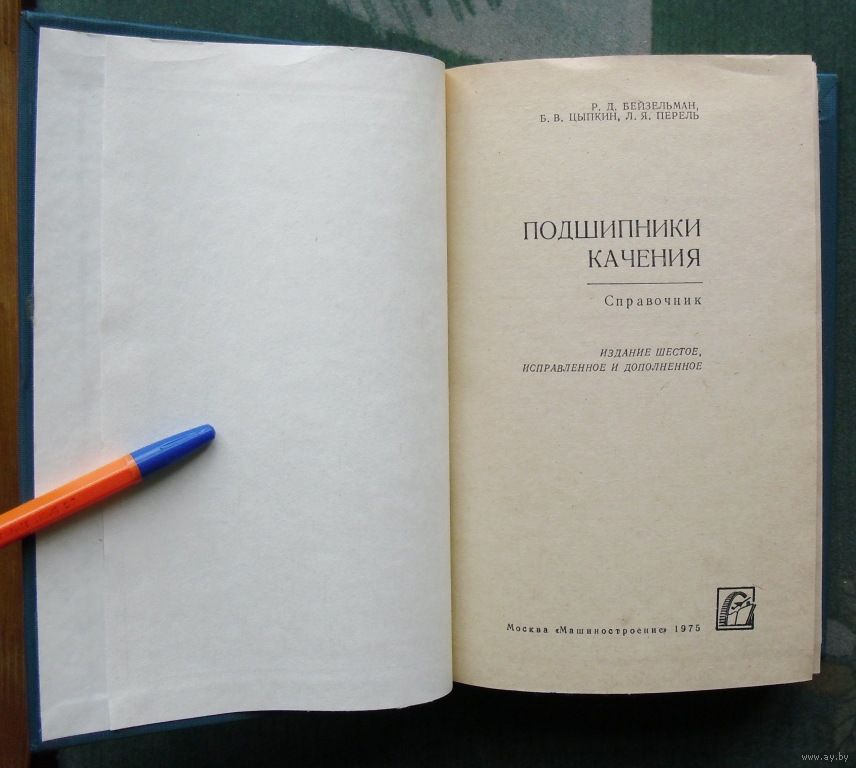 Р. Д. БЕЙЗЕЛЬМАН,
Б. В. ЦЫПКИН, Л. Я. ПЕРЕЛЬ
ПОДШИПНИКИ
КАЧЕНИЯ
Справочник
ИЗДАНИЕ ШЕСТОЕ,
ИСПРАВЛЕННОЕ И ДОПОЛНЕННОЕ
Москва «Машиностроение» 1975
www.ay.by